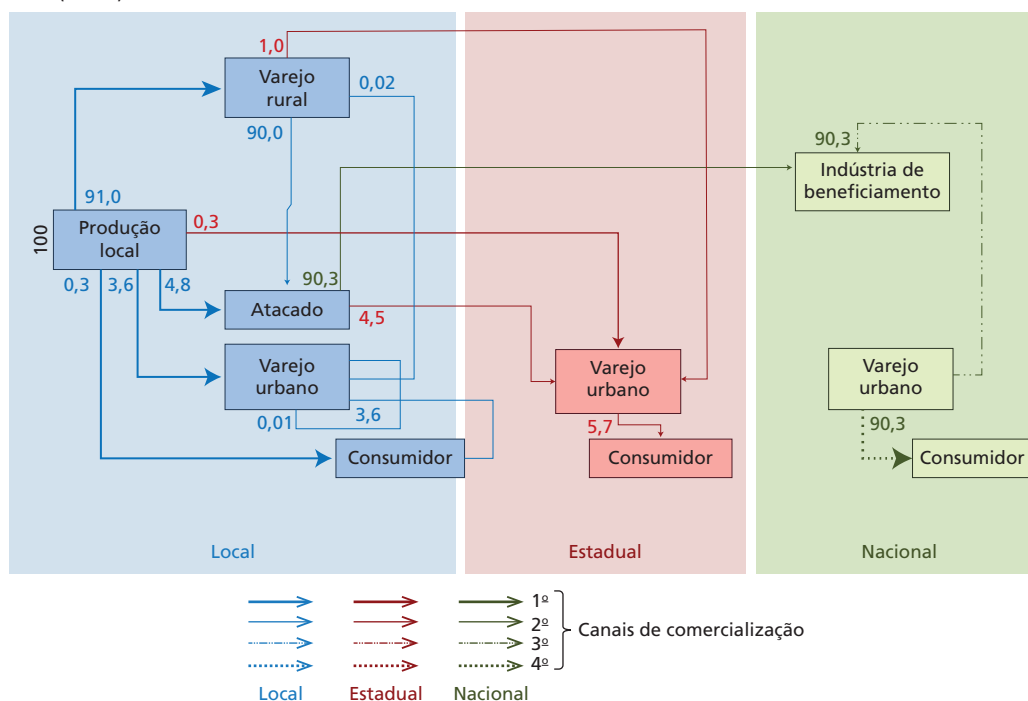 1,0
Varejo
rural
0,02
90,0
91,0
100
Produção
local
0,3
0,3
3,6
4,8
90,3
Atacado
4,5
Varejo
urbano
0,01
3,6
Consumidor
Local
Varejo
urbano
5,7
Consumidor
Estadual
90,3
Indústria de
beneficiamento
Varejo
urbano
90,3
Consumidor
Nacional
1º
2º
3º
4º
Canais de comercialização
Local
Estadual
Nacional